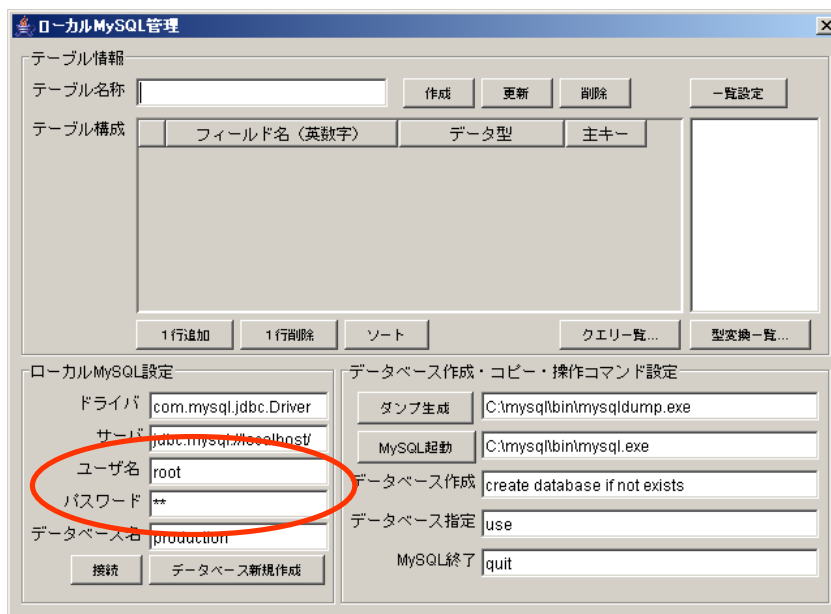 ローカルMySQL管理
テーブル情報
テーブル名称 作成 更新 削除 一覧設定
テーブル構成 フィールド名（英数字） データ型 主キー
1行追加 1行削除 ソート クエリー覧... 型変換一覧...
ローカルMySQL設定
ドライバ com.mysql.jdbc.Driver
サーバ jdbc:mysql://localhost/
ユーザ名 root
パスワード **
データベース名 production
接続 データベース新規作成
データベース作成・コピー・操作コマンド設定
ダンプ生成 C:\mysql\bin\mysqldump.exe
MySQL起動 C:\mysql\bin\mysql.exe
データベース作成 create database if not exists
データベース指定 use
MySQL終了 quit